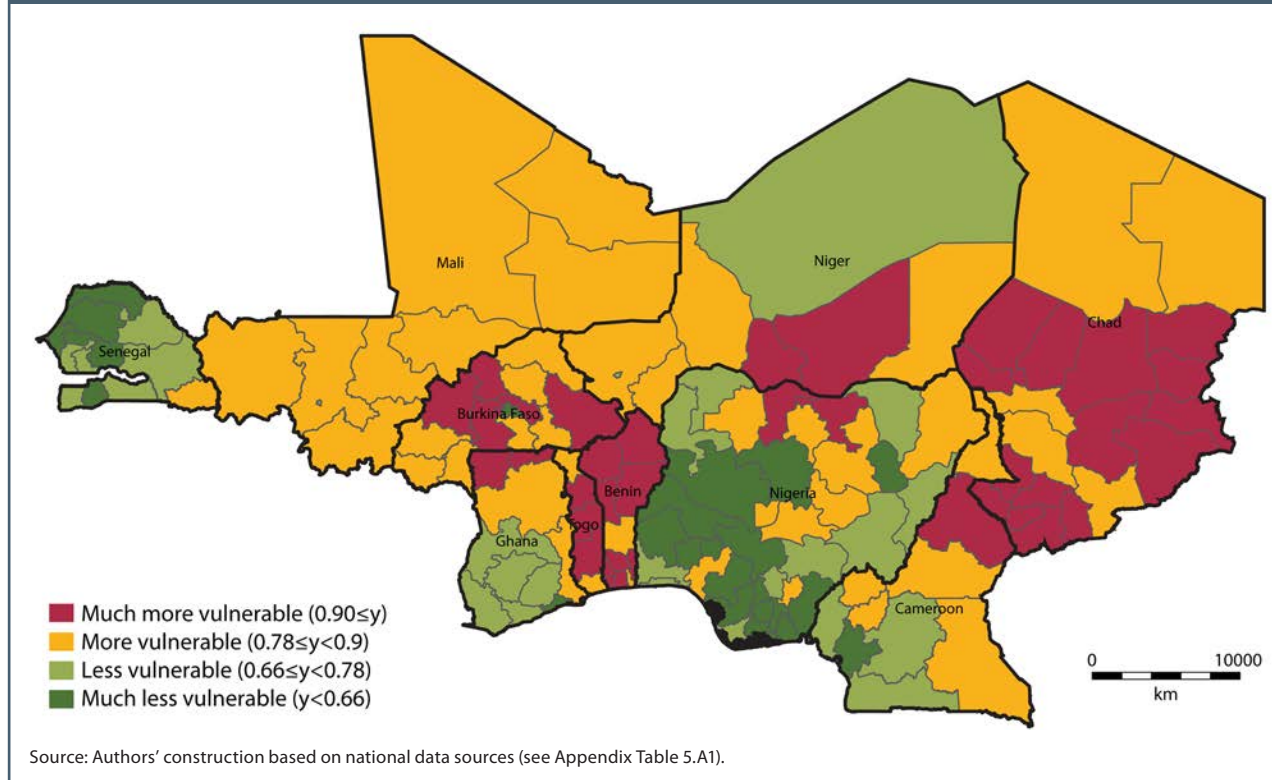 Mali
Niger
Chad
Senegal
Burkina Faso
Benin
Nigeria
Togo
Ghana
Cameroon
Much more vulnerable (0.90≤y)
More vulnerable (0.78≤y<0.9)
Less vulnerable (0.66≤y<0.78)
Much less vulnerable (y<0.66)
0 10000
km
Source: Authors’ construction based on national data sources (see Appendix Table 5.A1).